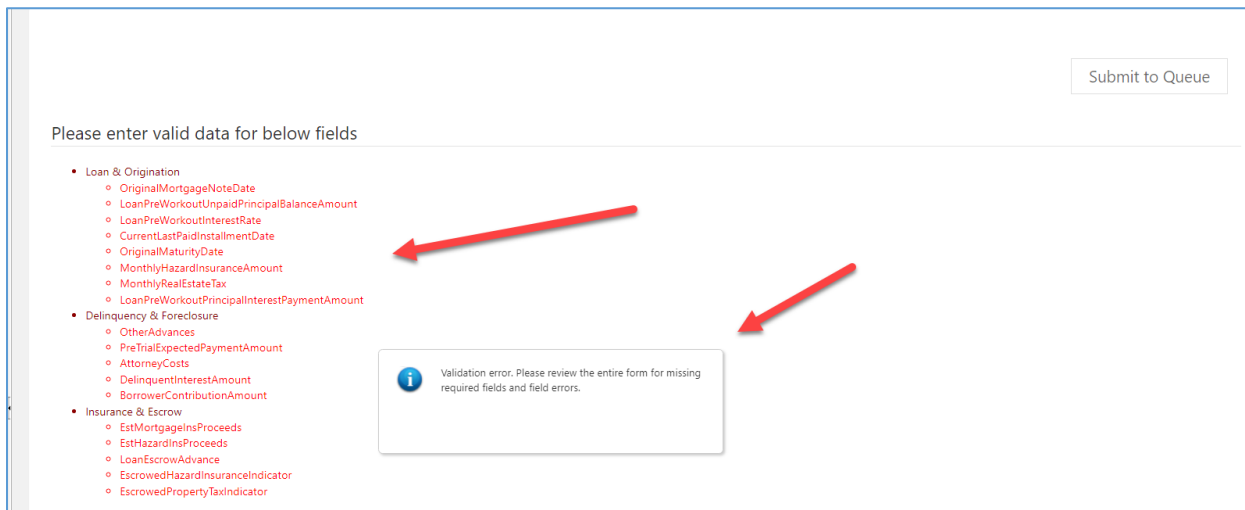 Submit to Queue
Please enter valid data for below fields
Loan & Origination
OriginalMortgageNoteDate
LoanPreWorkoutUnpaidPrincipalBalanceAmount
LoanPreWorkoutInterestRate
CurrentLastPaidInstallmentDate
OriginalMaturityDate
MonthlyHazardInsuranceAmount
MonthlyRealEstateTax
LoanPreWorkoutPrincipalInterestPaymentAmount
Delinquency & Foreclosure
OtherAdvances
PreTrialExpectedPaymentAmount
AttorneyCosts
DelinquentInterestAmount
BorrowerContributionAmount
Insurance & Escrow
EstMortgageInsProceeds
EstHazardInsProceeds
LoanEscrowAdvance
EscrowedHazardInsuranceIndicator
EscrowedPropertyTaxIndicator
Validation error. Please review the entire form for missing
required fields and field errors.